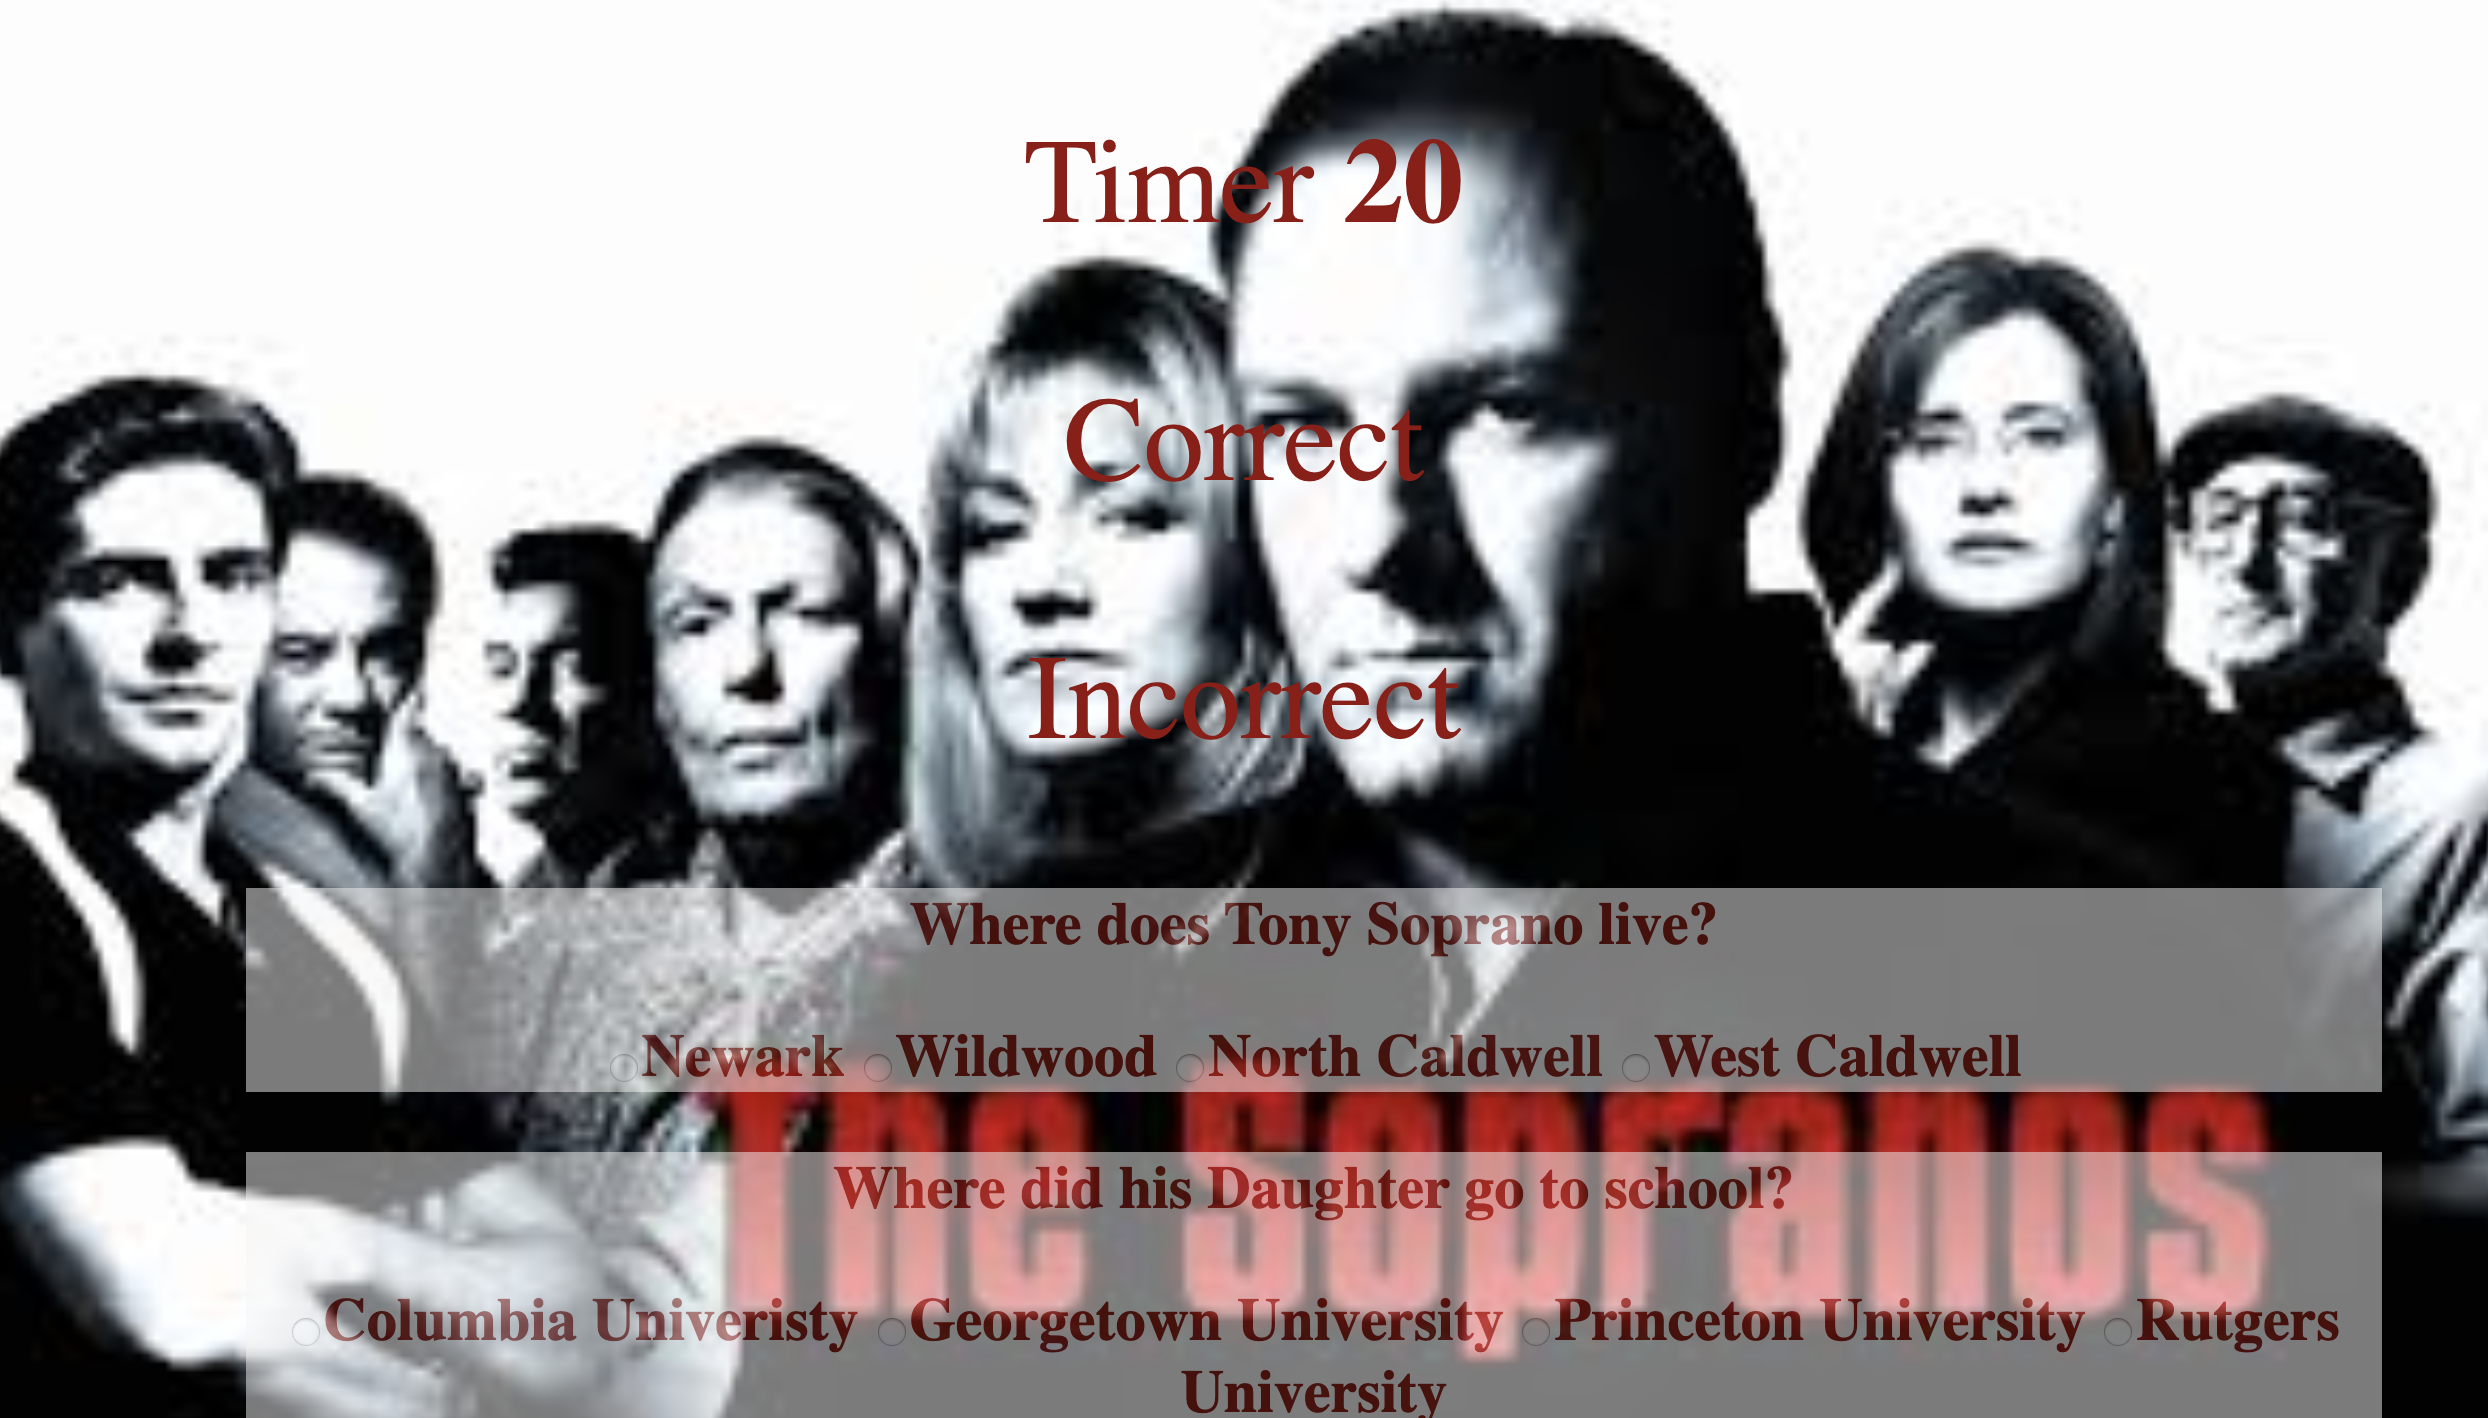 Timer 20
Correct
Incorrect
Where does Tony Soprano live?
Newark Wildwood North Caldwell West Caldwell
The Sopranos
Where did his Daughter go to school?
Columbia Univeristy Georgetown University Princeton University Rutgers
University